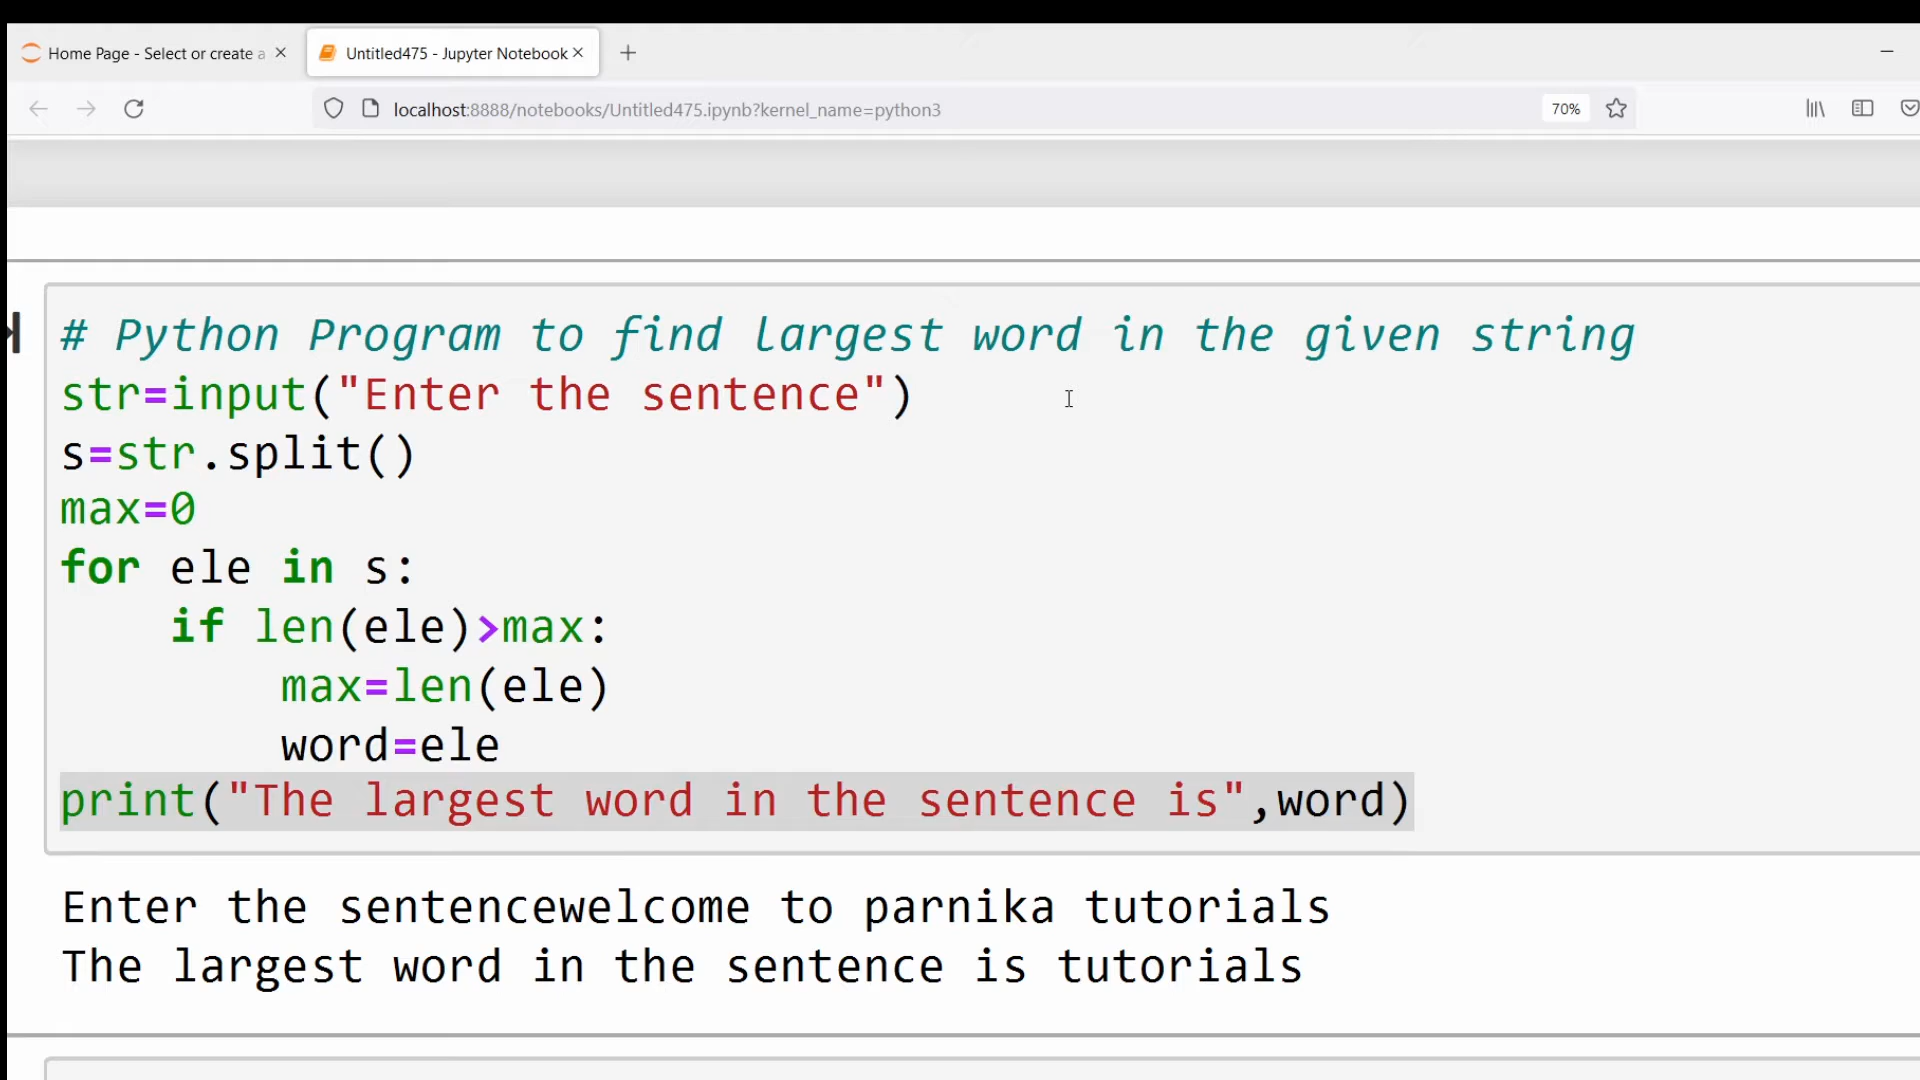 Home Page - Select or create a
Untitled475 - Jupyter Notebook
localhost:8888/notebooks/Untitled475.ipynb?kernel_name=python3
70%
# Python Program to find largest word in the given string
str=input("Enter the sentence")
s=str.split()
max=0
for ele in s:
    if len(ele)>max:
        max=len(ele)
        word=ele
print("The largest word in the sentence is",word)
Enter the sentencewelcome to parnika tutorials
The largest word in the sentence is tutorials